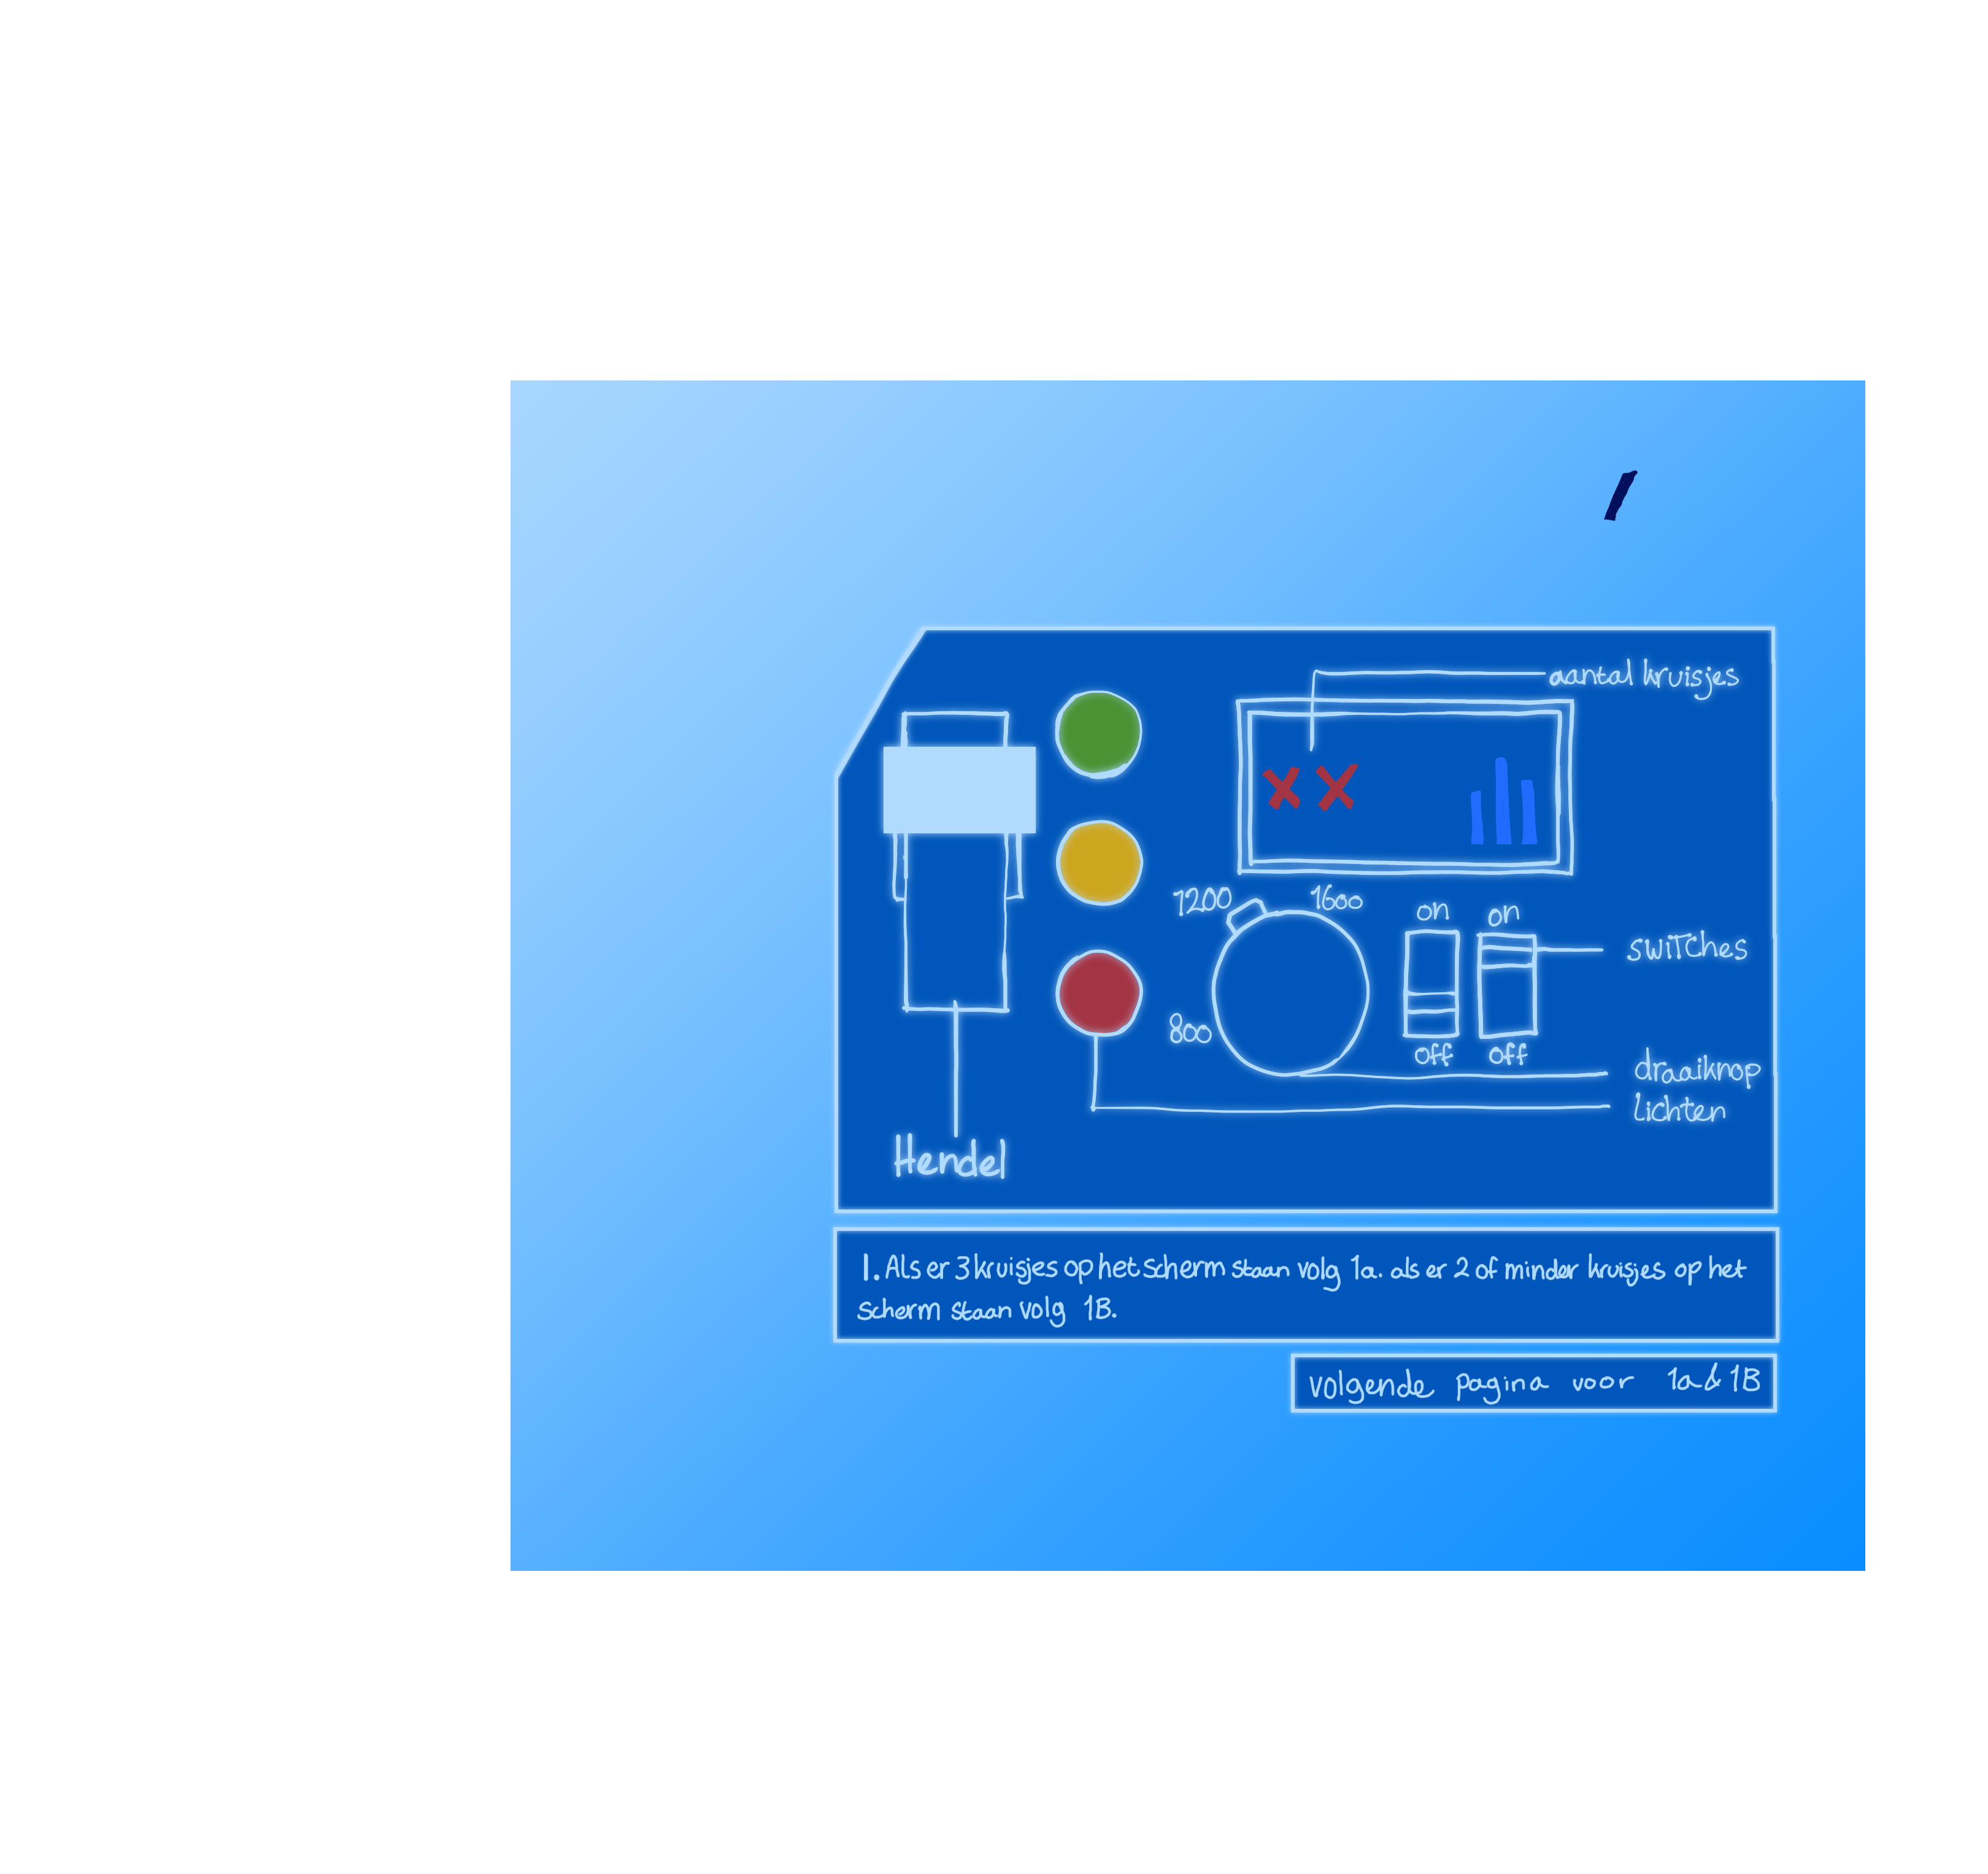 1
aantal kruisjes
1200
1600
on
on
switches
800
off
off
draaiknop
lichten
Hendel
1. Als er 3 kruisjes op het scherm staan volg 1a. als er 2 of minder kruisjes op het
scherm staan volg 1B.
volgende pagina voor 1a & 1B